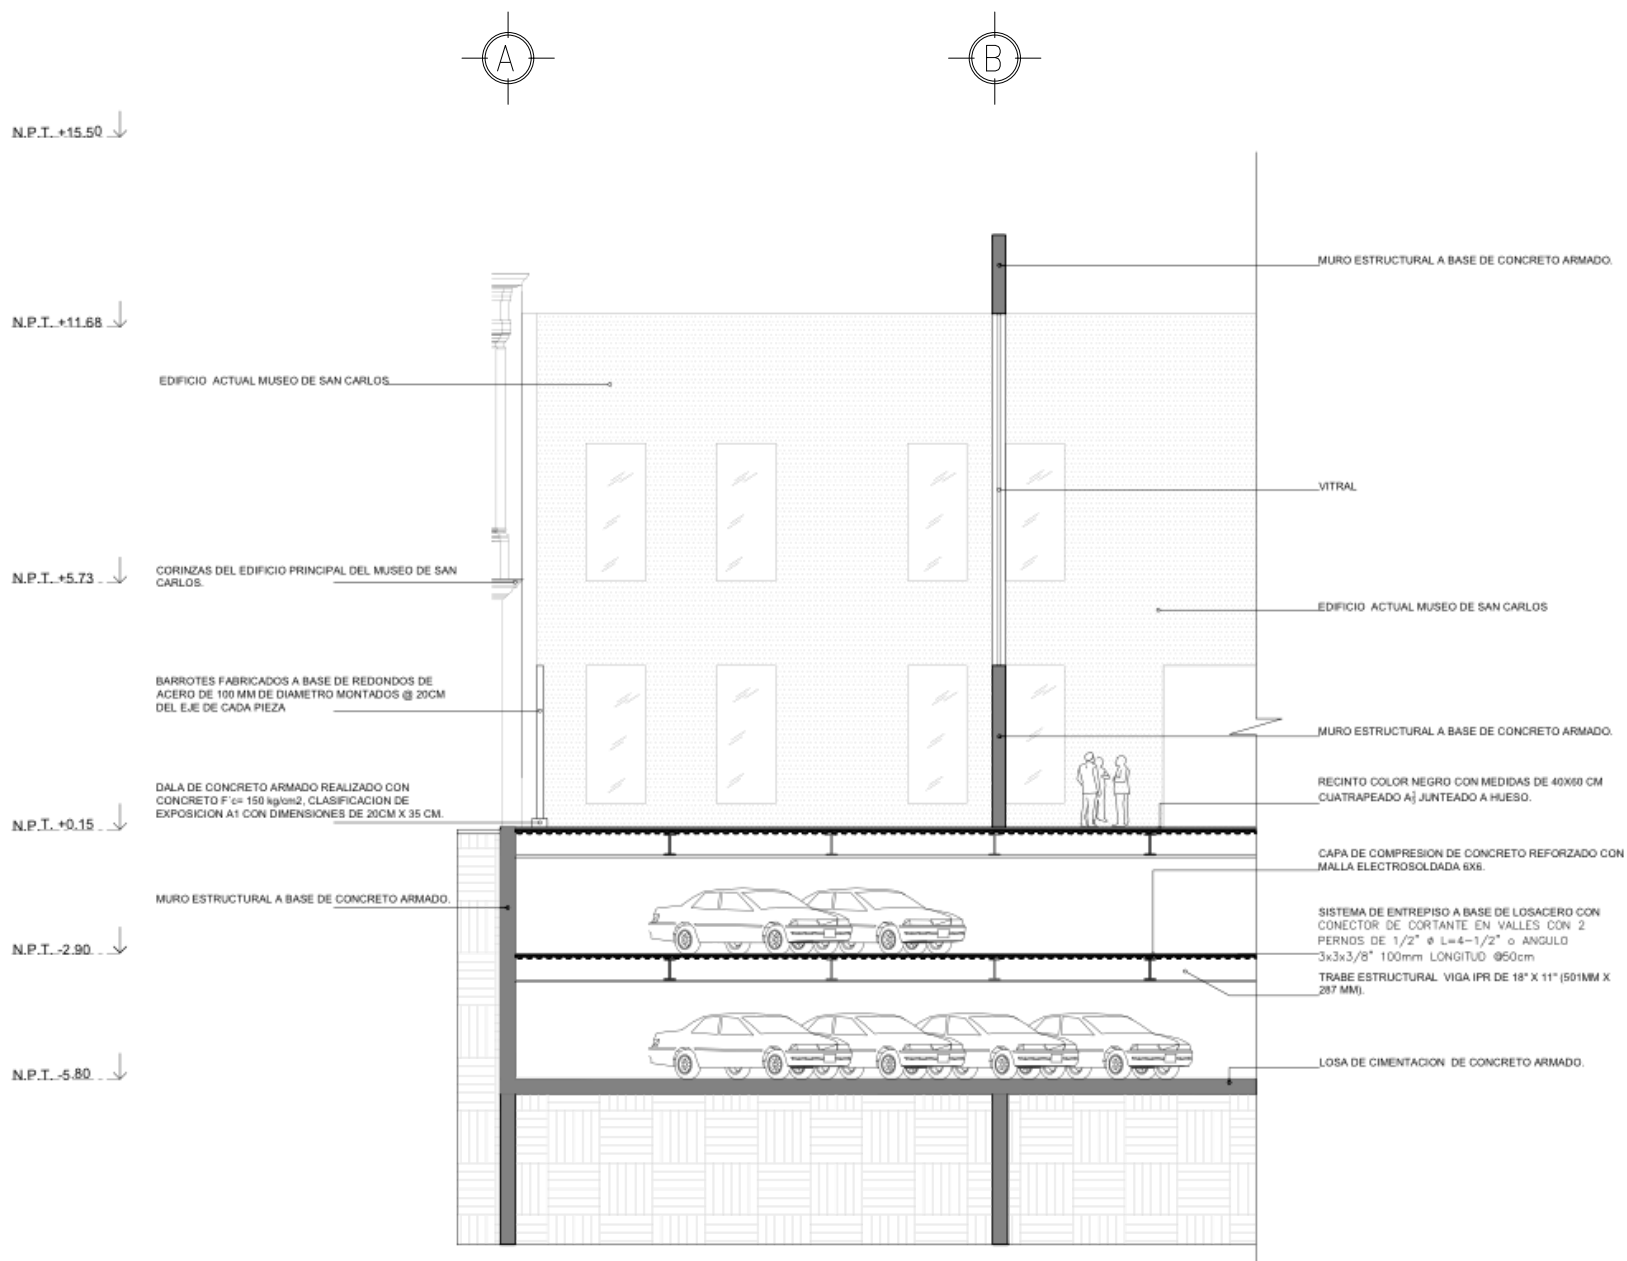 A
B
N.P.T. +15.50
N.P.T. +11.68
N.P.T. +5.73
N.P.T. +0.15
N.P.T. -2.90
N.P.T. -5.80
EDIFICIO ACTUAL MUSEO DE SAN CARLOS
CORINZAS DEL EDIFICIO PRINCIPAL DEL MUSEO DE SAN
CARLOS.
BARROTES FABRICADOS A BASE DE REDONDOS DE
ACERO DE 100 MM DE DIAMETRO MONTADOS @ 20CM
DEL EJE DE CADA PIEZA
DALA DE CONCRETO ARMADO REALIZADO CON
CONCRETO F´c= 150 kg/cm2, CLASIFICACION DE
EXPOSICION A1 CON DIMENSIONES DE 20CM X 35 CM.
MURO ESTRUCTURAL A BASE DE CONCRETO ARMADO.
MURO ESTRUCTURAL A BASE DE CONCRETO ARMADO.
VITRAL
EDIFICIO ACTUAL MUSEO DE SAN CARLOS
MURO ESTRUCTURAL A BASE DE CONCRETO ARMADO.
RECINTO COLOR NEGRO CON MEDIDAS DE 40X60 CM
CUATRAPEADO A JUNTEADO A HUESO.
CAPA DE COMPRESION DE CONCRETO REFORZADO CON
MALLA ELECTROSOLDADA 6X6.
SISTEMA DE ENTREPISO A BASE DE LOSACERO CON
CONECTOR DE CORTANTE EN VALLES CON 2
PERNOS DE 1/2" ø L=4-1/2" o ANGULO
3x3x3/8" 100mm LONGITUD @50cm
TRABE ESTRUCTURAL VIGA IPR DE 18" X 11" (501MM X
287 MM).
LOSA DE CIMENTACION DE CONCRETO ARMADO.